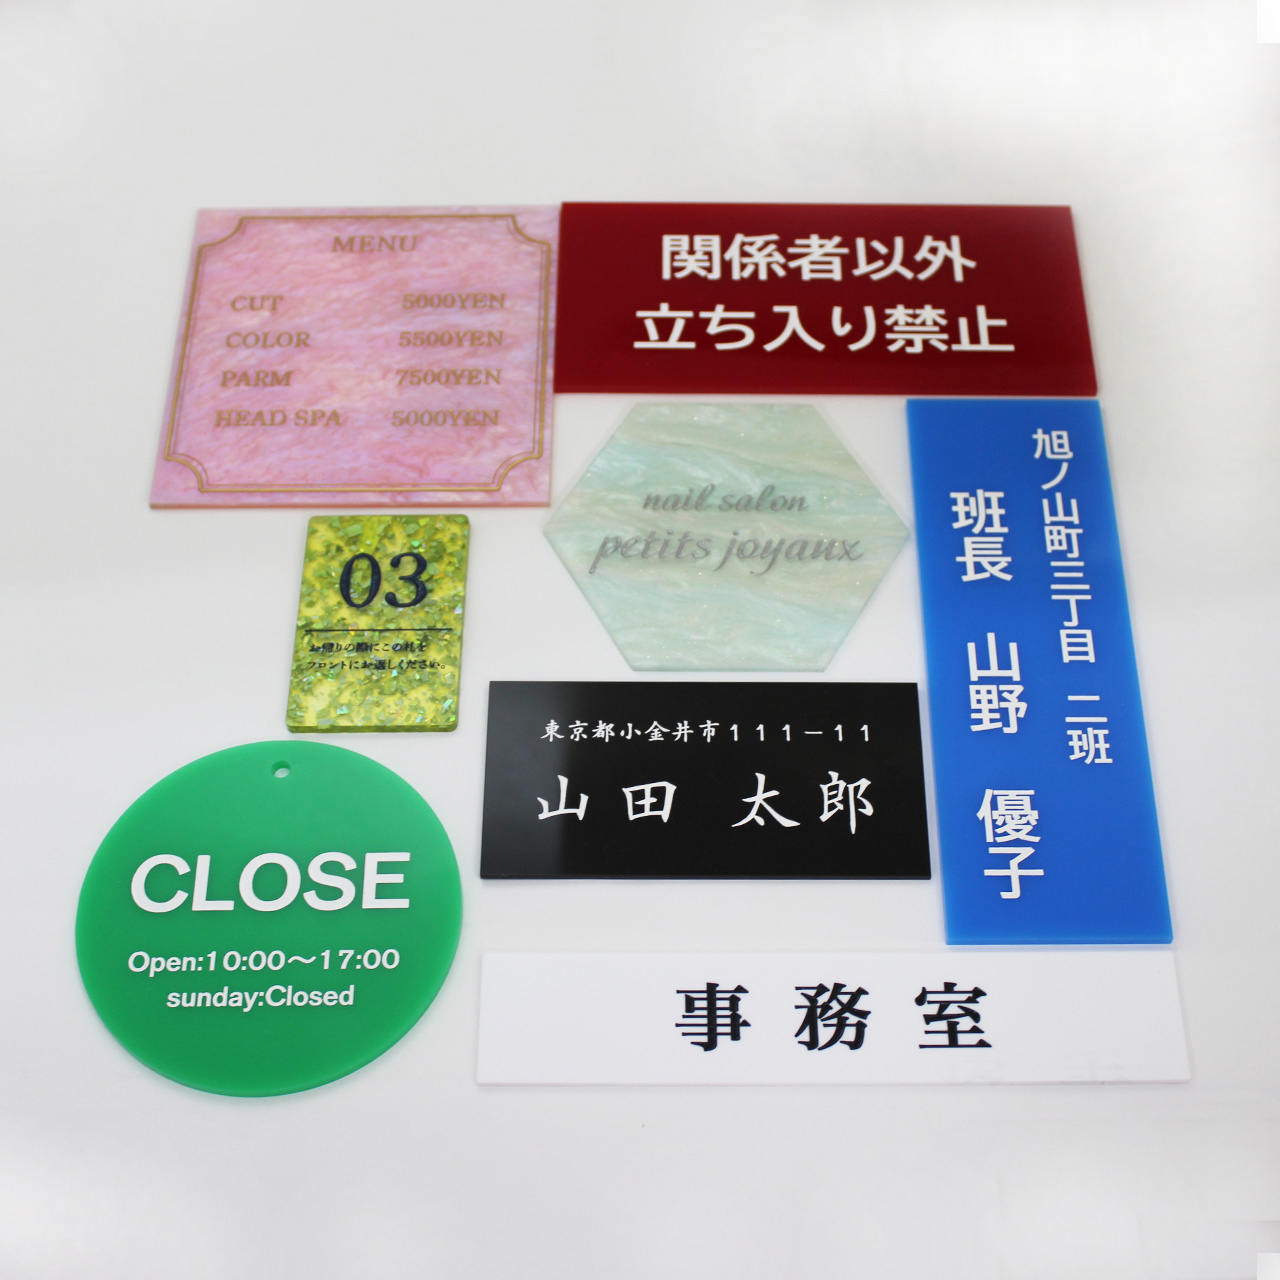 MENU
CUT 5000YEN
COLOR 5500YEN
PARM 7500YEN
HEAD SPA 5000YEN
関係者以外
立ち入り禁止
nail salon
petits joyaux
旭ノ山町三丁目 二班
班長 山野 優子
03
お帰りの際にこの札を
フロントにお返しください。
東京都小金井市111-11
山田 太郎
CLOSE
Open:10:00～17:00
sunday:Closed
事務室